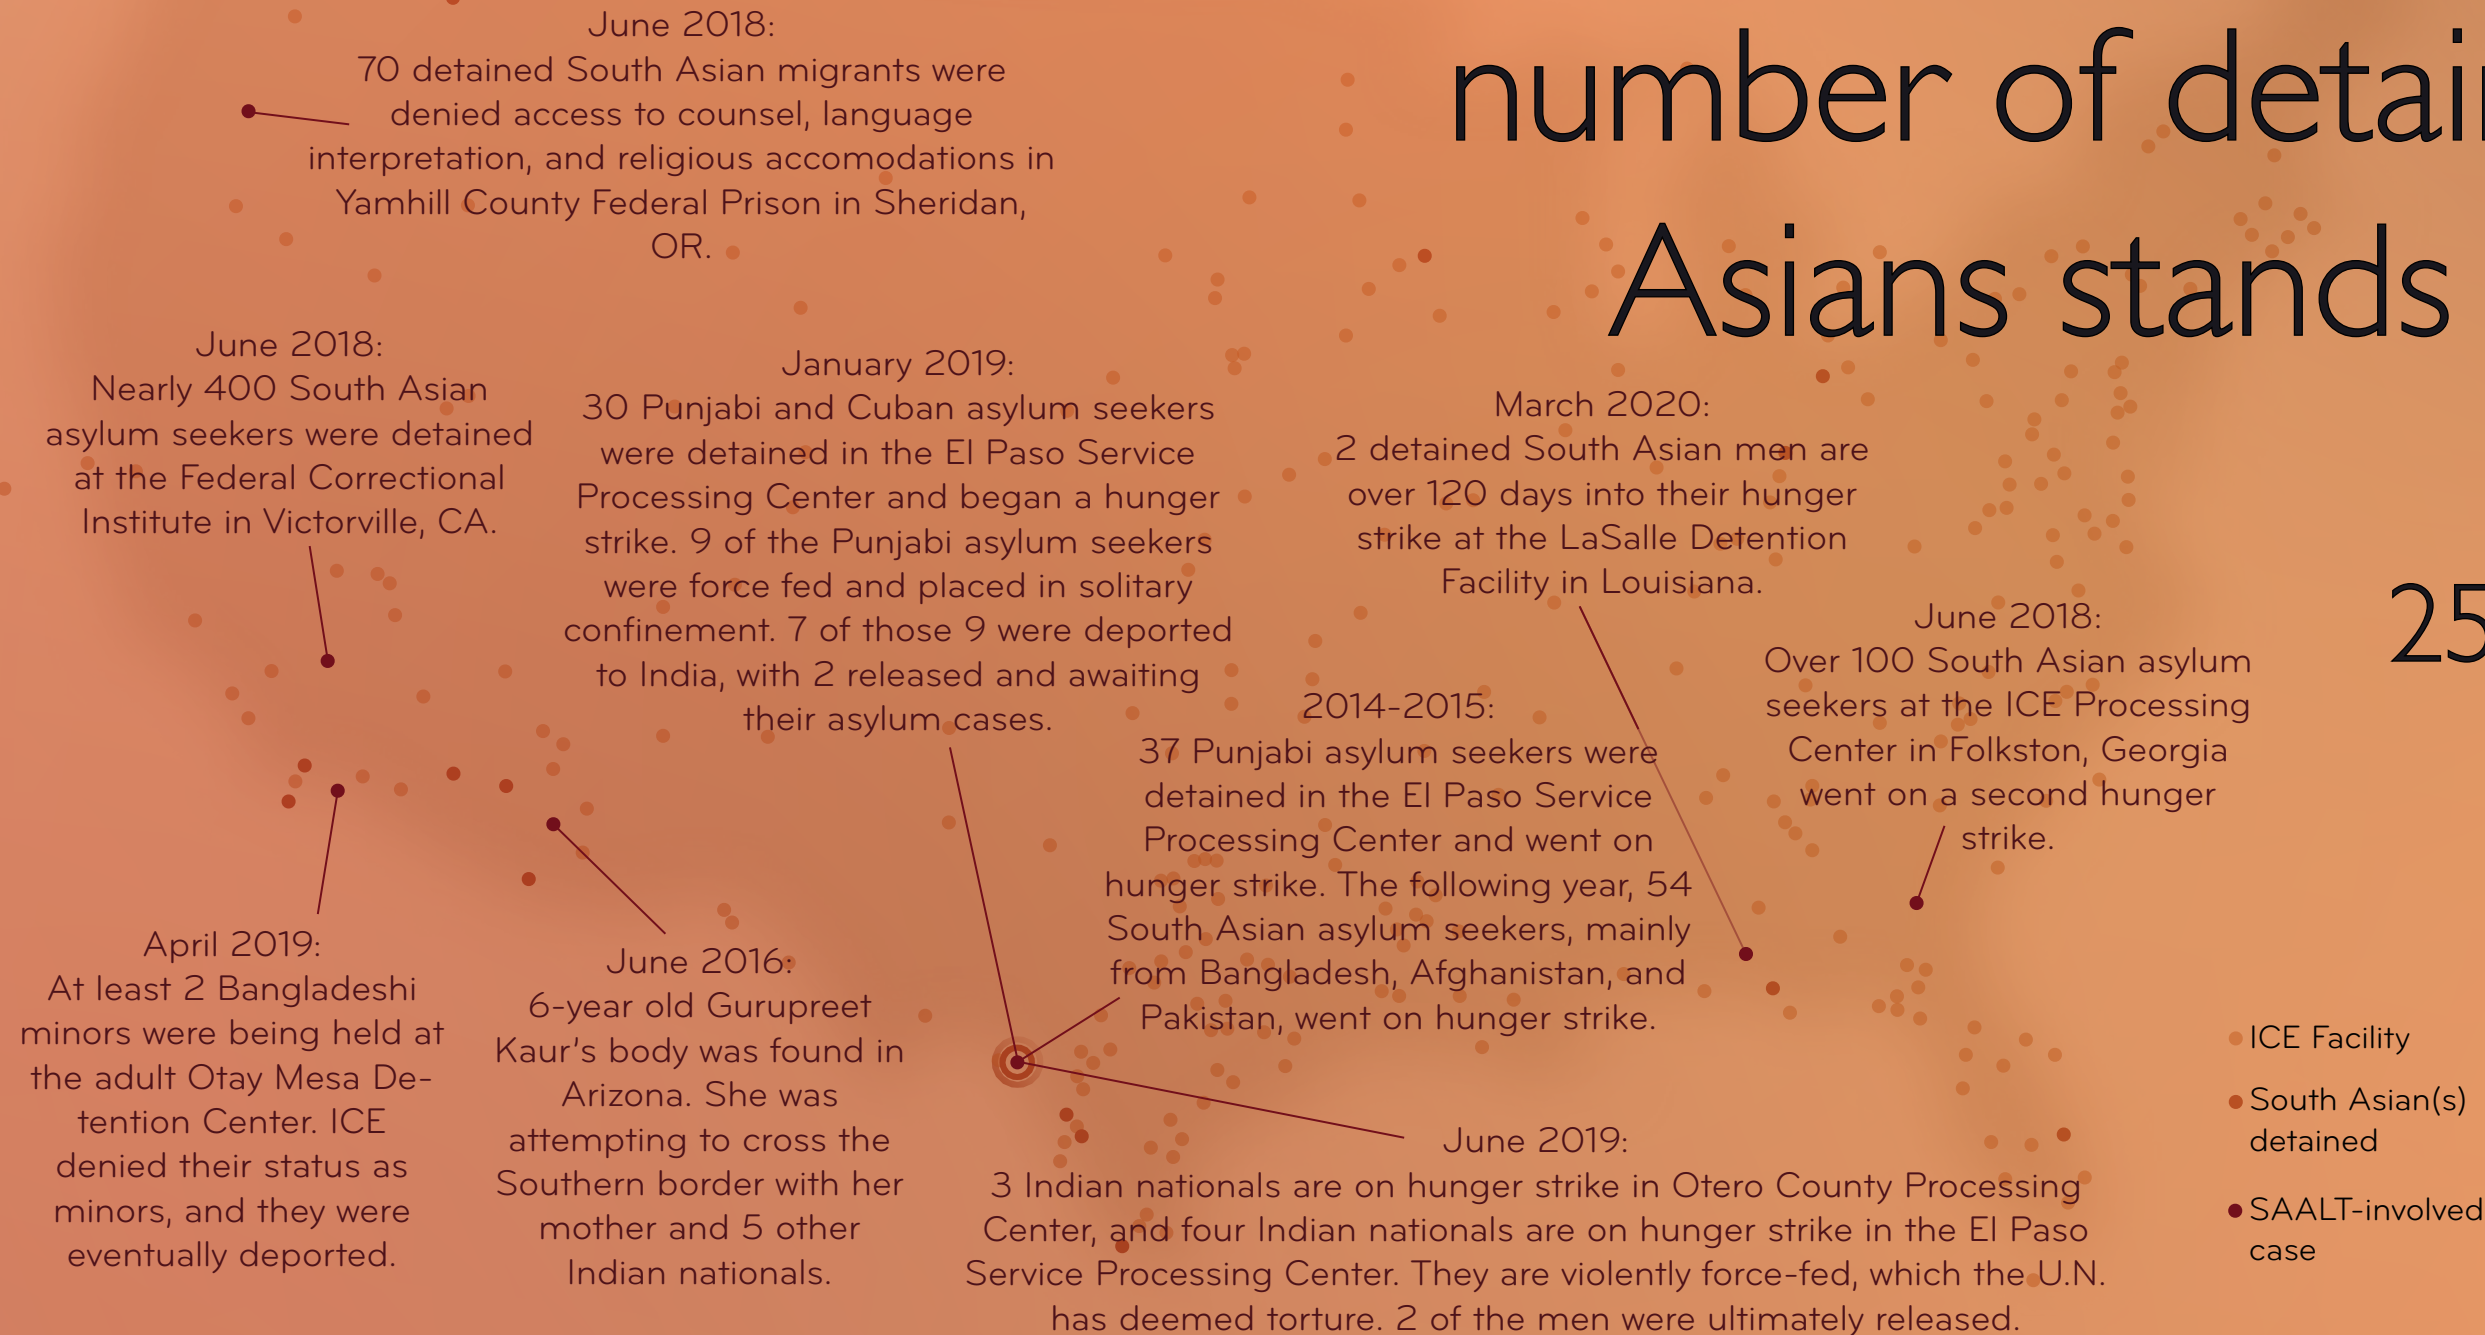 June 2018:
70 detained South Asian migrants were
denied access to counsel, language
interpretation, and religious accomodations in
Yamhill County Federal Prison in Sheridan,
OR.
number of detai
Asians stands
25
June 2018:
Nearly 400 South Asian
asylum seekers were detained
at the Federal Correctional
Institute in Victorville, CA.
January 2019:
30 Punjabi and Cuban asylum seekers
were detained in the El Paso Service
Processing Center and began a hunger
strike. 9 of the Punjabi asylum seekers
were force fed and placed in solitary
confinement. 7 of those 9 were deported
to India, with 2 released and awaiting
their asylum cases.
March 2020:
2 detained South Asian men are
over 120 days into their hunger
strike at the LaSalle Detention
Facility in Louisiana.
June 2018:
Over 100 South Asian asylum
seekers at the ICE Processing
Center in Folkston, Georgia
went on a second hunger
strike.
2014-2015:
37 Punjabi asylum seekers were
detained in the El Paso Service
Processing Center and went on
hunger strike. The following year, 54
South Asian asylum seekers, mainly
from Bangladesh, Afghanistan, and
Pakistan, went on hunger strike.
April 2019:
At least 2 Bangladeshi
minors were being held at
the adult Otay Mesa De-
tention Center. ICE
denied their status as
minors, and they were
eventually deported.
June 2016:
6-year old Gurupreet
Kaur's body was found in
Arizona. She was
attempting to cross the
Southern border with her
mother and 5 other
Indian nationals.
June 2019:
3 Indian nationals are on hunger strike in Otero County Processing
Center, and four Indian nationals are on hunger strike in the El Paso
Service Processing Center. They are violently force-fed, which the U.N.
has deemed torture. 2 of the men were ultimately released.
ICE Facility
South Asian(s)
detained
SAALT-involved
case